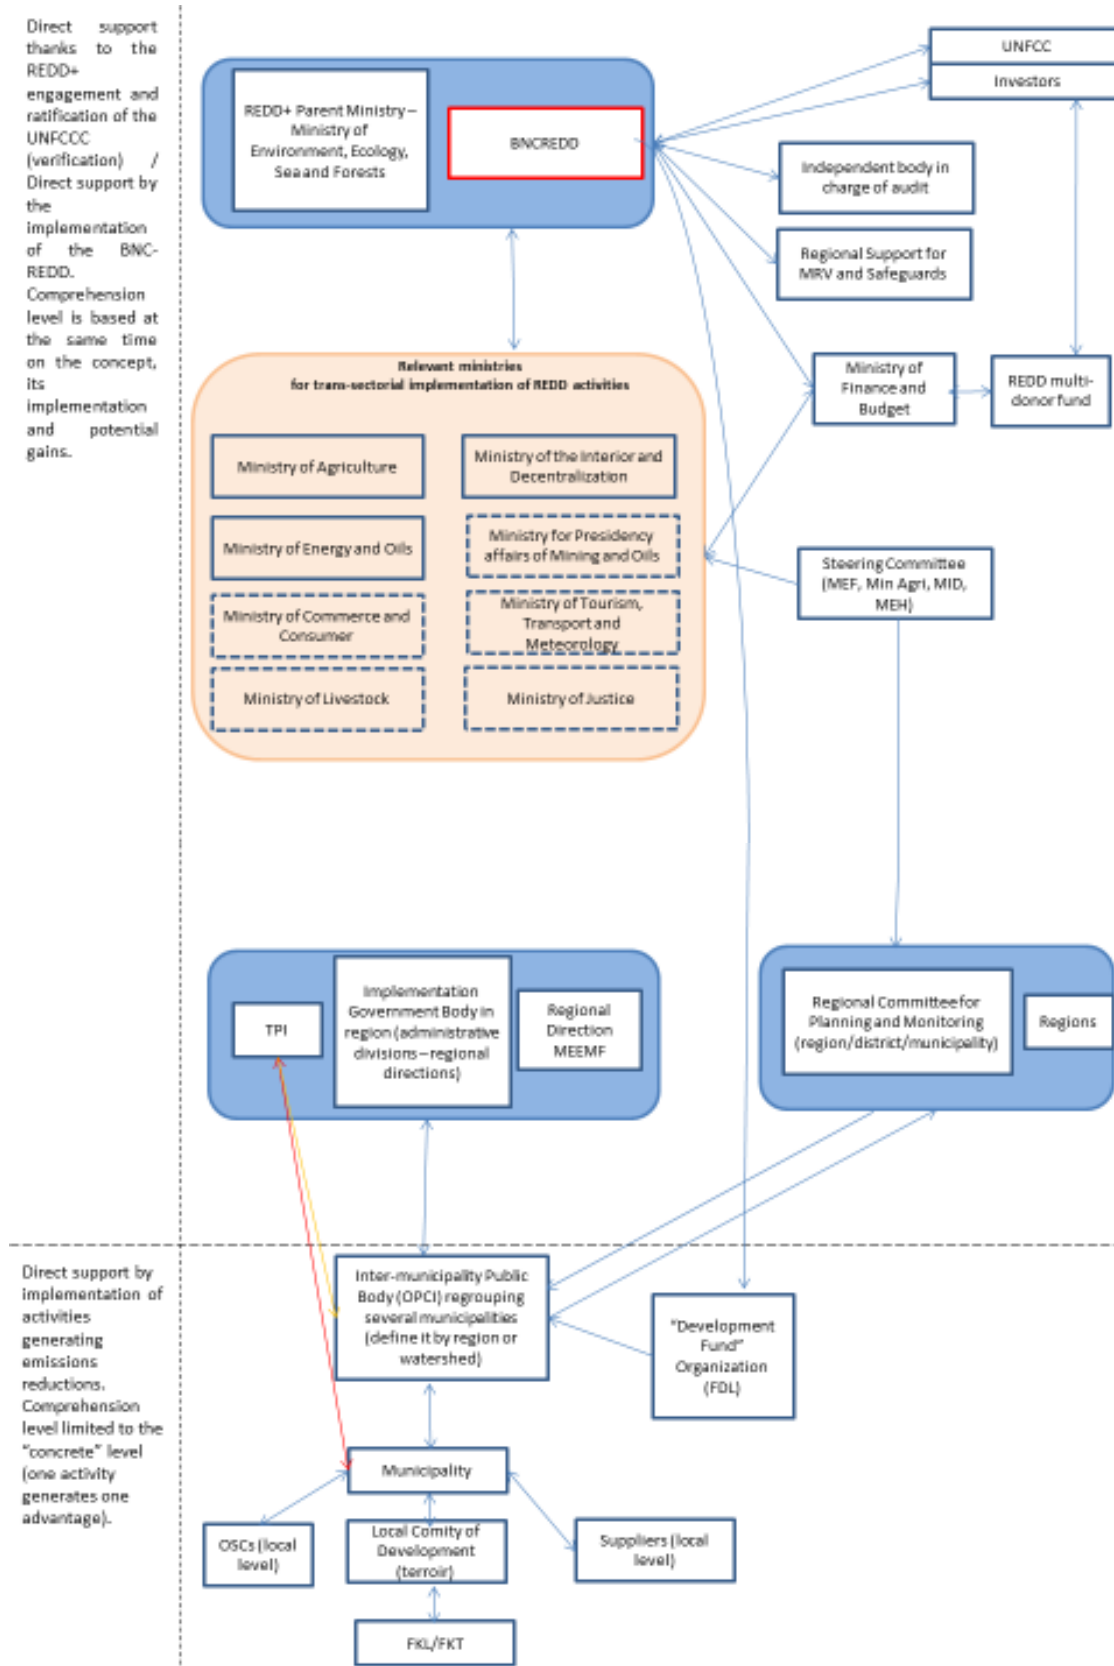 Direct support
thanks to the
REDD+
engagement and
ratification of the
UNFCCC
(verification) /
Direct support by
the
implementation
of the BNC-
REDD.
Comprehension
level is based at
the same time
on the concept,
its
implementation
and potential
gains.
REDD+ Parent Ministry –
Ministry of
Environment, Ecology,
Sea and Forests
BNCREDD
UNFCC
Investors
Independent body in
charge of audit
Regional Support for
MRV and Safeguards
Ministry of
Finance and
Budget
REDD multi-
donor fund
Relevant ministries
for trans-sectorial implementation of REDD activities
Ministry of Agriculture
Ministry of the Interior and
Decentralization
Ministry of Energy and Oils
Ministry for Presidency
affairs of Mining and Oils
Ministry of Commerce and
Consumer
Ministry of Tourism,
Transport and
Meteorology
Ministry of Livestock
Ministry of Justice
Steering Committee
(MEF, Min Agri, MID,
MEH)
TPI
Implementation
Government Body in
region (administrative
divisions – regional
directions)
Regional
Direction
MEEMF
Regional Committee for
Planning and Monitoring
(region/district/municipality)
Regions
Direct support by
implementation of
activities
generating
emissions
reductions.
Comprehension
level limited to the
"concrete" level
(one activity
generates one
advantage).
Inter-municipality Public
Body (OPCI) regrouping
several municipalities
(define it by region or
watershed)
"Development
Fund"
Organization
(FDL)
Municipality
OSCs (local
level)
Local Comity of
Development
(terroir)
Suppliers (local
level)
FKL/FKT